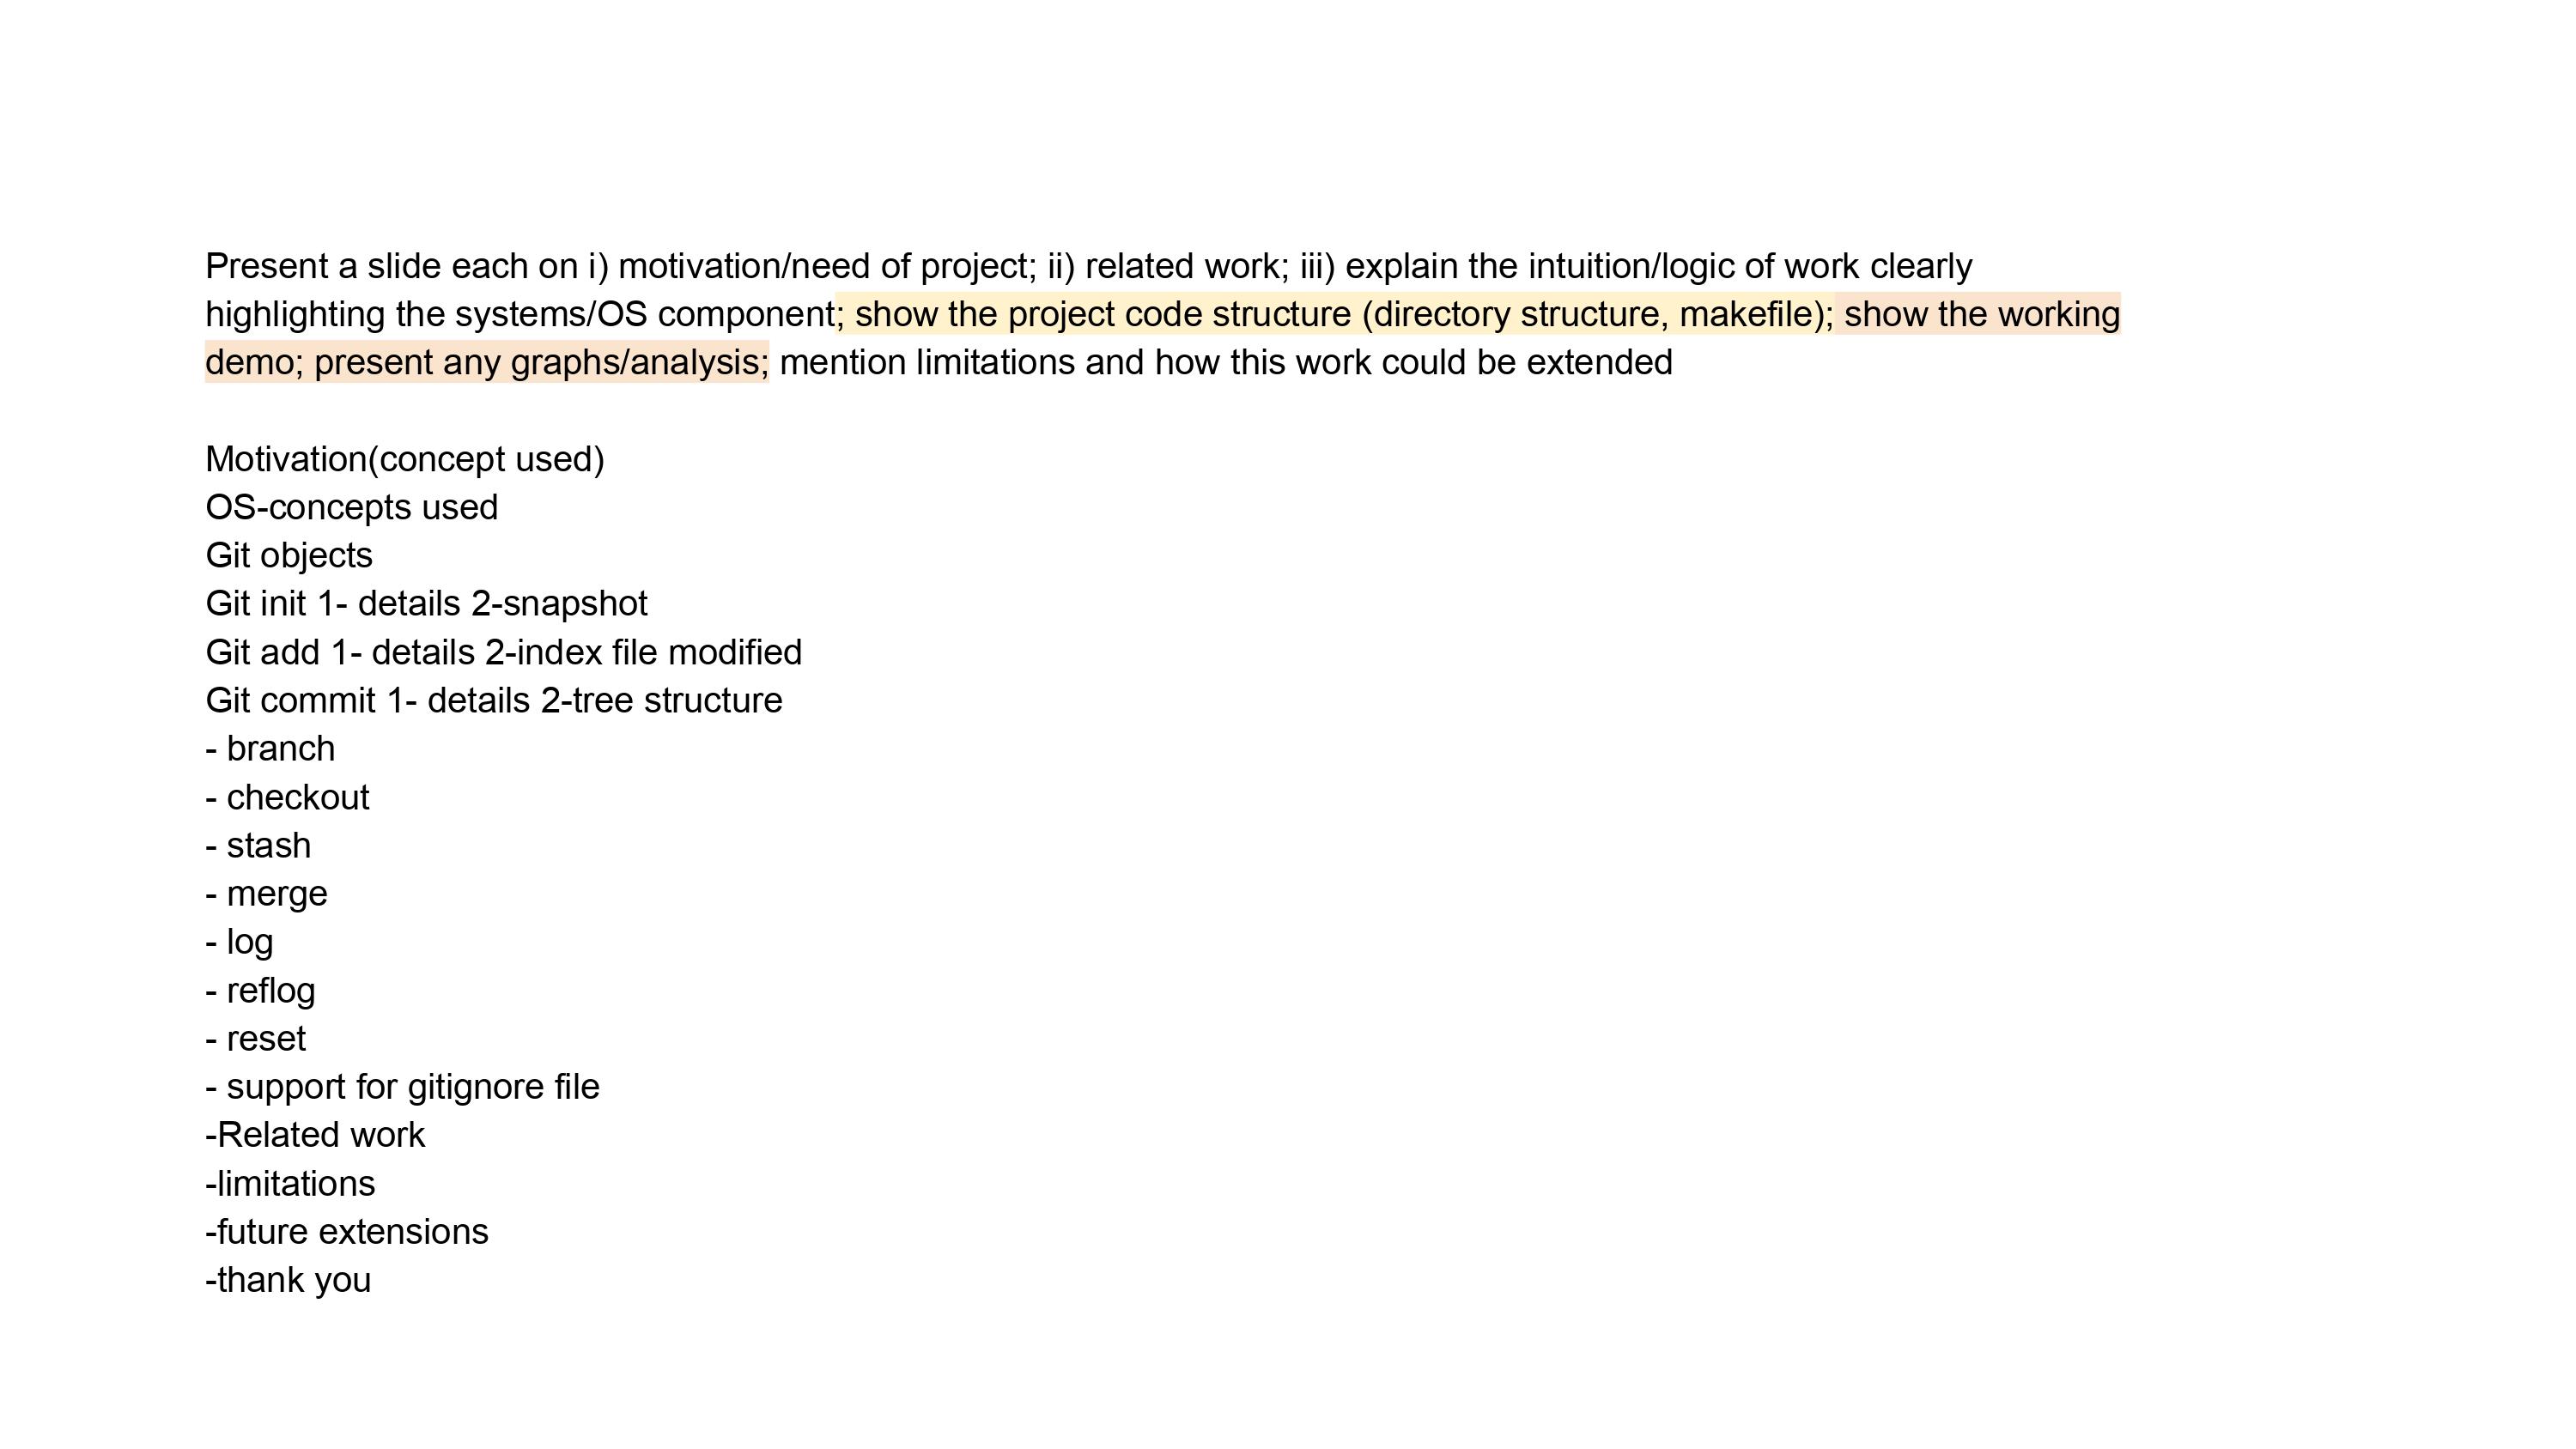 Present a slide each on i) motivation/need of project; ii) related work; iii) explain the intuition/logic of work clearly
highlighting the systems/OS component; show the project code structure (directory structure, makefile); show the working
demo; present any graphs/analysis; mention limitations and how this work could be extended
Motivation(concept used)
OS-concepts used
Git objects
Git init 1- details 2-snapshot
Git add 1- details 2-index file modified
Git commit 1- details 2-tree structure
- branch
- checkout
- stash
- merge
- log
- reflog
- reset
- support for gitignore file
-Related work
-limitations
-future extensions
-thank you